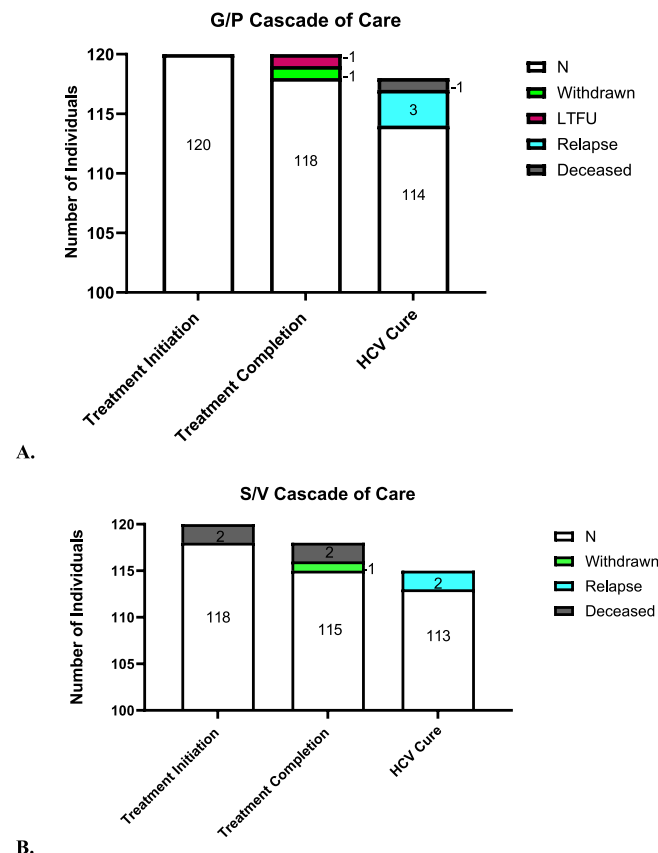 G/P Cascade of Care
Number of Individuals
120
115
110
105
100
120
118
114
3
-1
-1
-1
Treatment Initiation
Treatment Completion
HCV Cure
N
Withdrawn
LTFU
Relapse
Deceased
A.
S/V Cascade of Care
Number of Individuals
120
115
110
105
100
2
118
2
-1
115
2
113
Treatment Initiation
Treatment Completion
HCV Cure
N
Withdrawn
Relapse
Deceased
B.